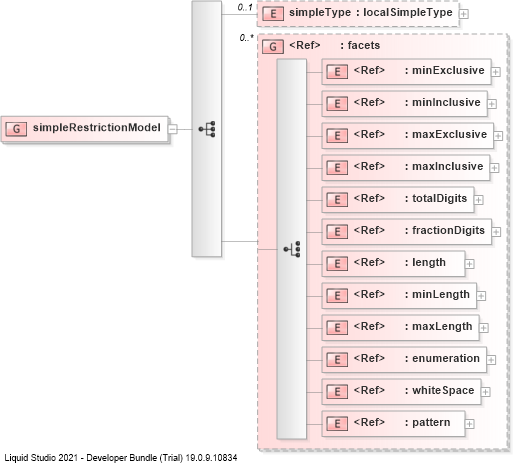 0..1
E simpleType : localSimpleType
0..*
G <Ref> : facets
E <Ref> : minExclusive
E <Ref> : minInclusive
G simpleRestrictionModel
E <Ref> : maxExclusive
E <Ref> : maxInclusive
E <Ref> : totalDigits
E <Ref> : fractionDigits
E <Ref> : length
E <Ref> : minLength
E <Ref> : maxLength
E <Ref> : enumeration
E <Ref> : whiteSpace
E <Ref> : pattern
Liquid Studio 2021 - Developer Bundle (Trial) 19.0.9.10834